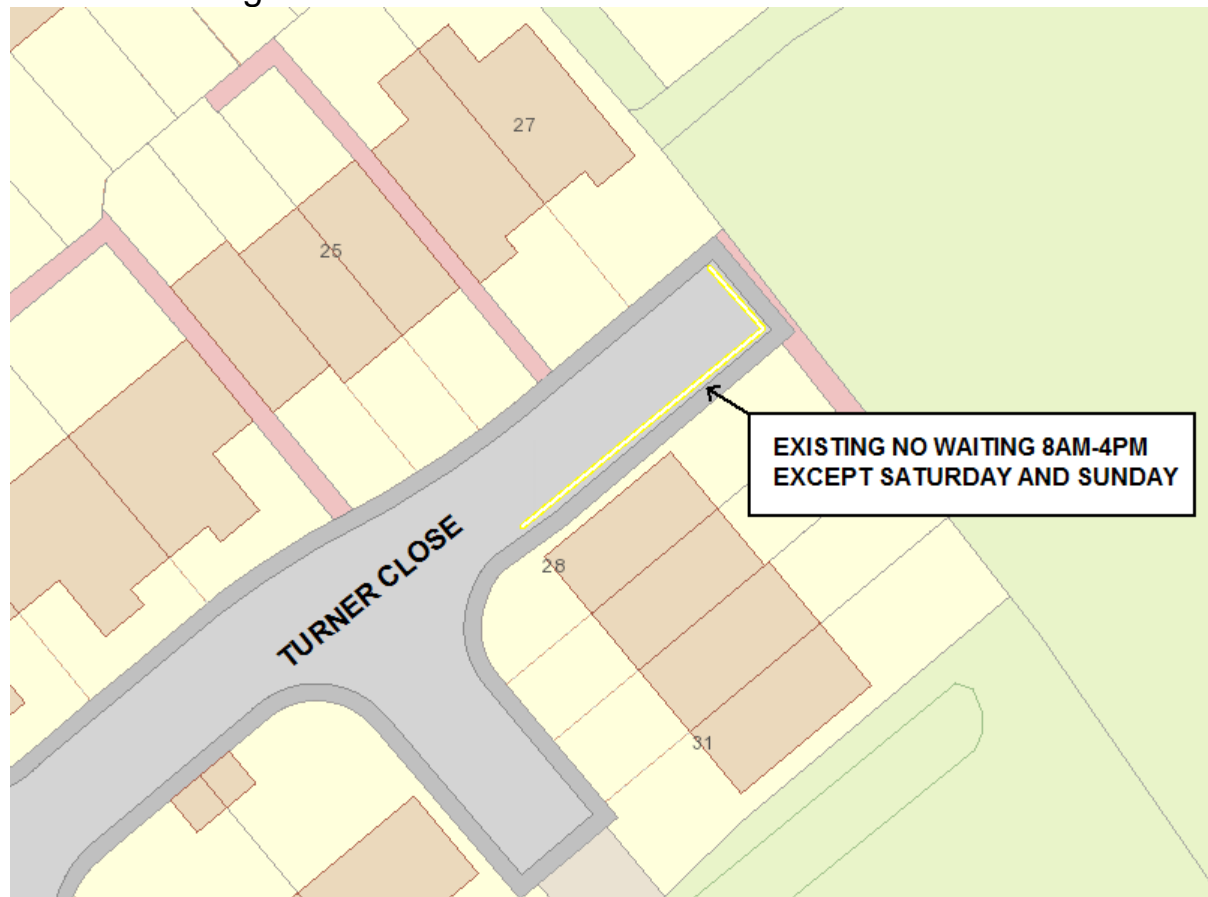 27
25
EXISTING NO WAITING 8AM-4PM
EXCEPT SATURDAY AND SUNDAY
TURNER CLOSE
28
31